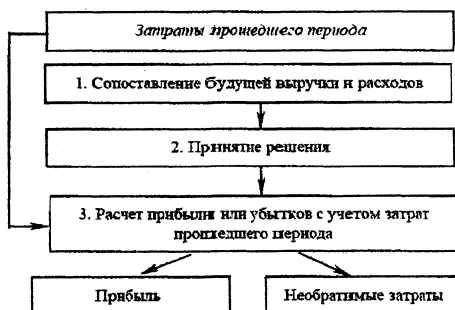 Затраты прошедшего периода
1. Сопоставление будущей выручки и расходов
2. Принятие решения
3. Расчет прибыли или убытков с учетом затрат
прошедшего периода
Прибыль
Необратимые затраты